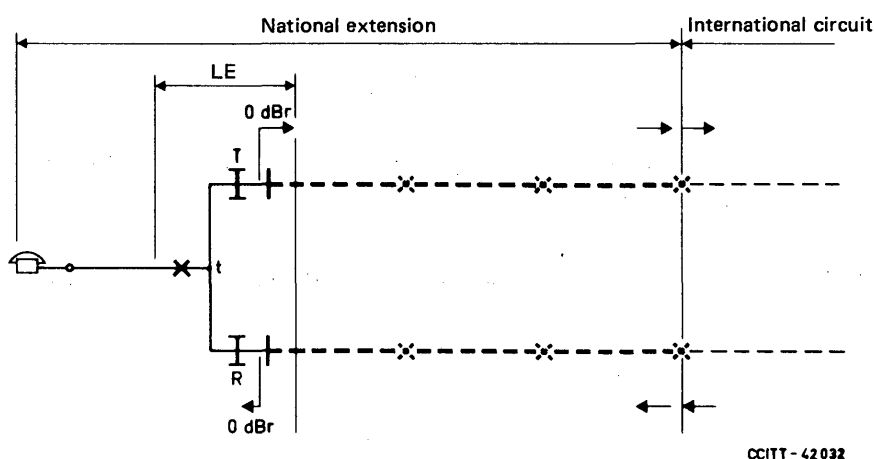 National extension
International circuit
LE
0 dBr
T
t
R
0 dBr
CCITT - 42032